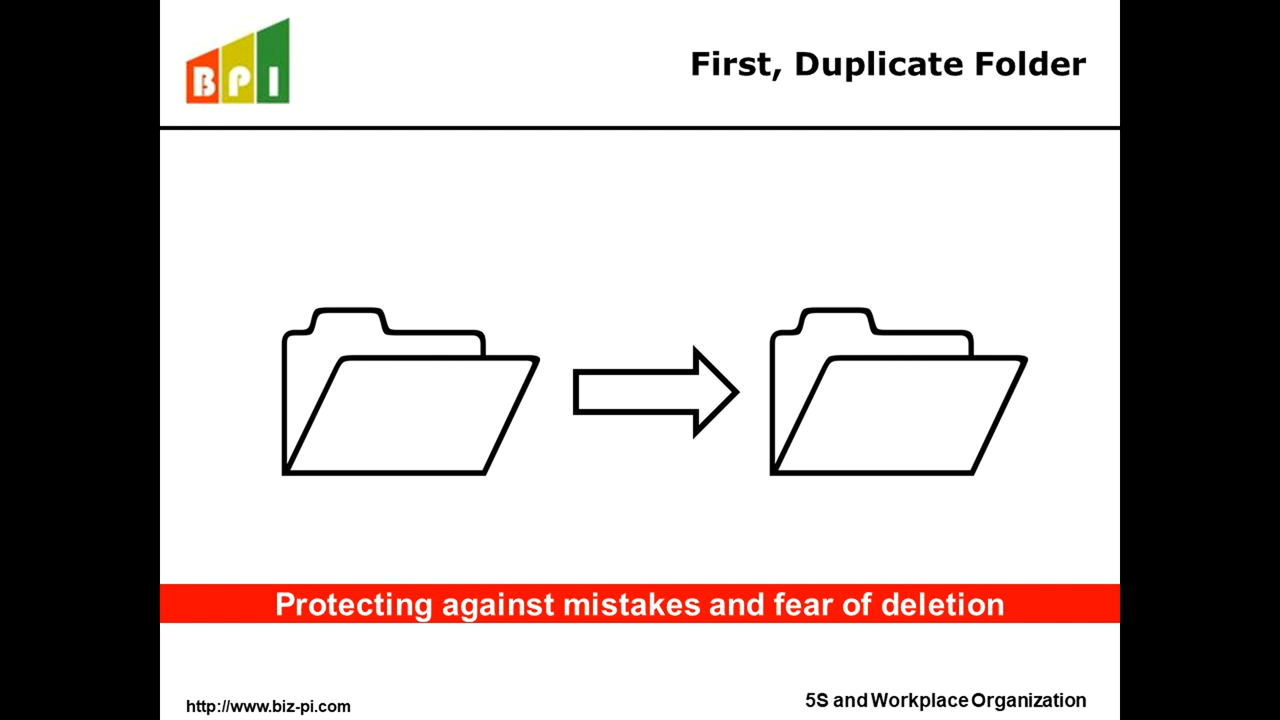 BPI
First, Duplicate Folder
Protecting against mistakes and fear of deletion
http://www.biz-pi.com
5S and Workplace Organization